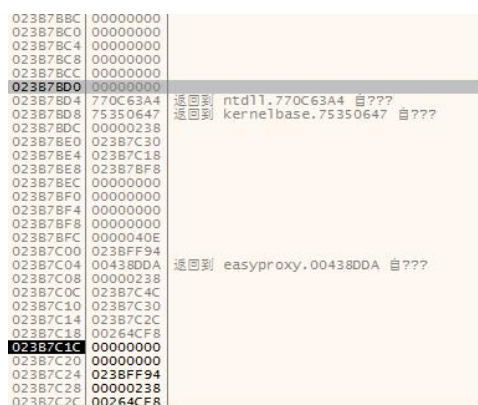 023B7BBC 00000000
023B7BC0 00000000
023B7BC4 00000000
023B7BC8 00000000
023B7BCC 00000000
023B7BD0 00000000
023B7BD4 770C63A4 返回到 ntdll.770C63A4 自???
023B7BD8 75350647 返回到 kernelbase.75350647 自???
023B7BDC 00000238
023B7BE0 023B7C30
023B7BE4 023B7C18
023B7BE8 023B7BF8
023B7BEC 00000000
023B7BF0 00000000
023B7BF4 00000000
023B7BF8 00000000
023B7BFC 0000040E
023B7C00 023BFF94
023B7C04 00438DDA 返回到 easyproxy.00438DDA 自???
023B7C08 00000238
023B7C0C 023B7C4C
023B7C10 023B7C30
023B7C14 023B7C2C
023B7C18 00264CF8
023B7C1C 00000000
023B7C20 00000000
023B7C24 023BFF94
023B7C28 00000238
023B7C2C 00264CF8